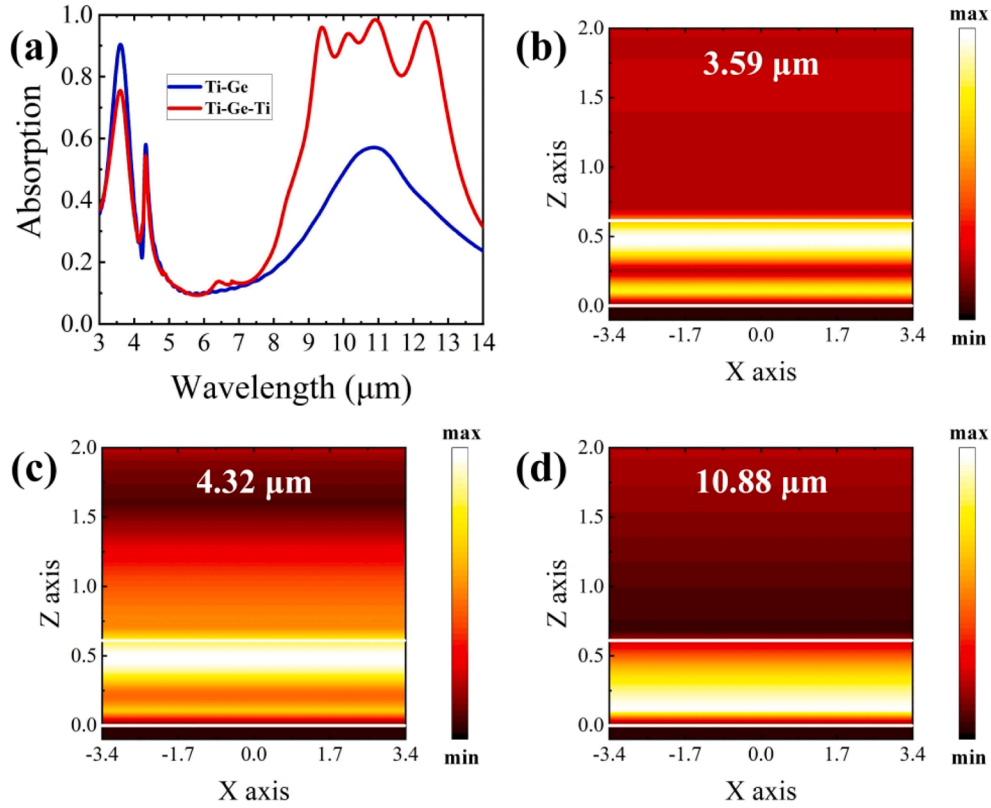 (a)
1.0
0.8
0.6
0.4
0.2
0.0
Absorption
Ti-Ge
Ti-Ge-Ti
3 4 5 6 7 8 9 10 11 12 13 14
Wavelength (μm)
(b)
2.0
1.5
1.0
0.5
0.0
Z axis
3.59 μm
-3.4 -1.7 0.0 1.7 3.4
X axis
max
min
(c)
2.0
1.5
1.0
0.5
0.0
Z axis
4.32 μm
-3.4 -1.7 0.0 1.7 3.4
X axis
max
min
(d)
2.0
1.5
1.0
0.5
0.0
Z axis
10.88 μm
-3.4 -1.7 0.0 1.7 3.4
X axis
max
min